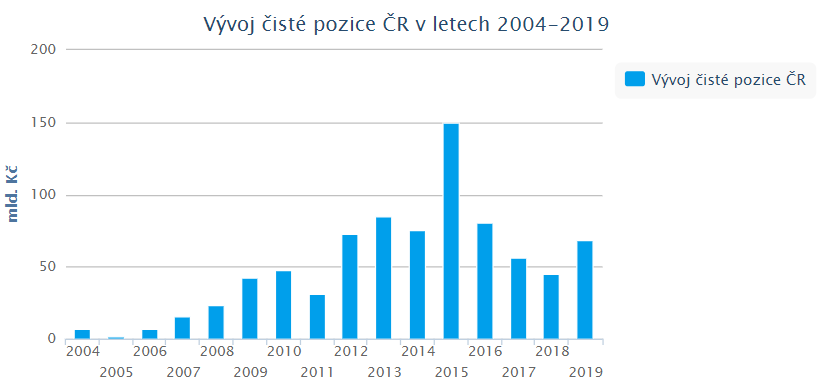 Vývoj čisté pozice ČR v letech 2004-2019
200
150
100
50
0
mld. Kč
Vývoj čisté pozice ČR
2004 2006 2008 2010 2012 2014 2016 2018
2005 2007 2009 2011 2013 2015 2017 2019